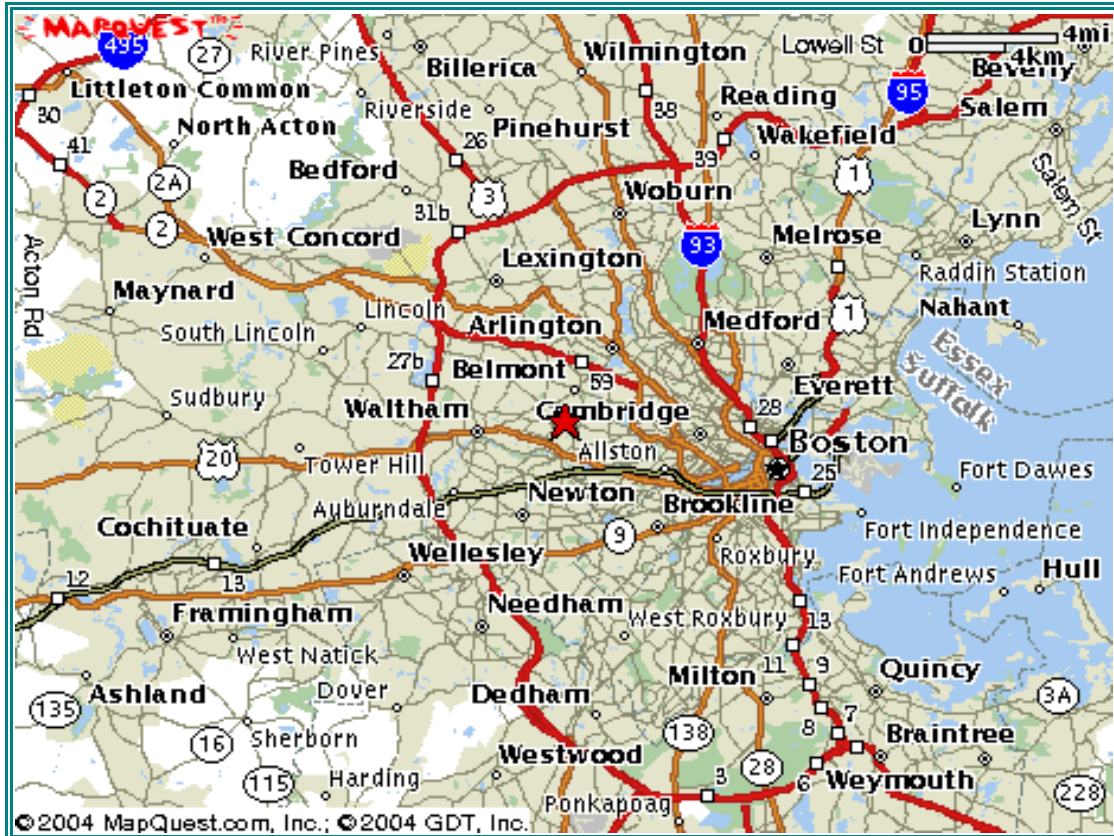 MAPQUEST™
495
27
River Pines
Billerica
Wilmington
Lowell St
0
4mi
4km
Beverly
Littleton Common
30
Riverside
Pinehurst
38
Reading
95
Salem
Wakefield
North Acton
41
26
Bedford
39
2A
2
3
Woburn
1
Salem St
2
31b
West Concord
Lexington
93
Melrose
Lynn
Acton Rd
Raddin Station
Maynard
Lincoln
Arlington
Medford
1
Nahant
South Lincoln
Essex
27b
Belmont
59
Everett
Suffolk
Sudbury
Waltham
Cambridge
28
Boston
20
Tower Hill
Allston
25
Fort Dawes
Auburndale
Newton
Brookline
Cochituate
9
Fort Independence
Wellesley
Roxbury
12
13
Fort Andrews
Hull
Framingham
Needham
West Roxbury
13
West Natick
11
9
Quincy
Ashland
Dover
Dedham
Milton
3A
135
7
16
Sherborn
138
8
Braintree
Westwood
28
115
Harding
3
6
Weymouth
228
Ponkapoag
©2004 MapQuest.com, Inc.; ©2004 GDT, Inc.